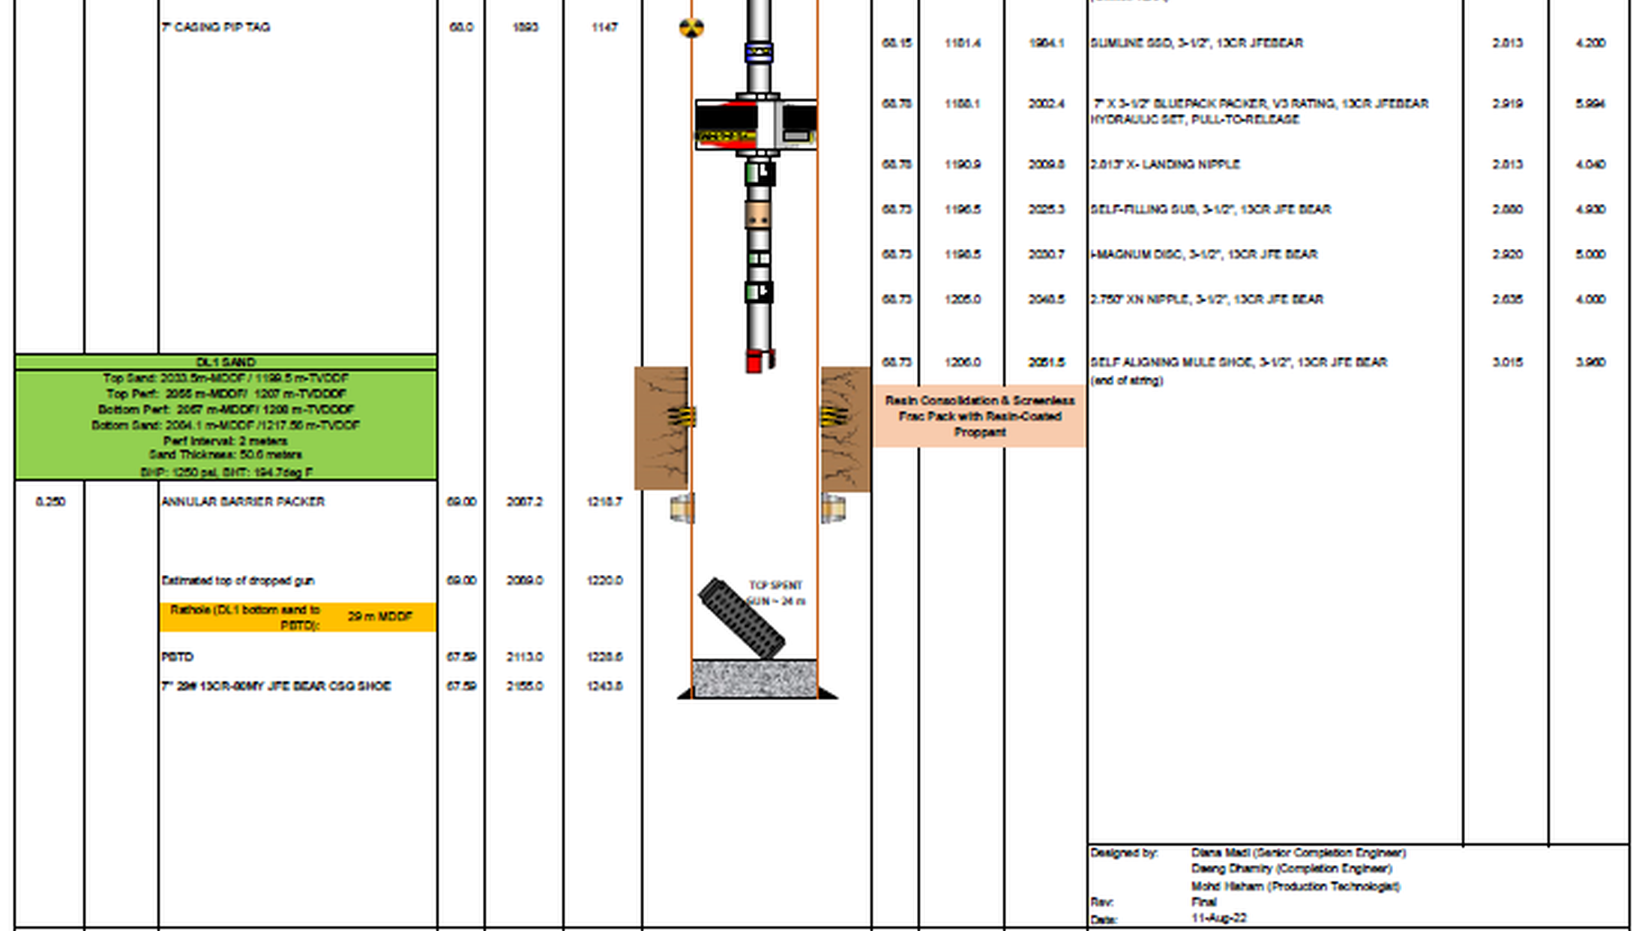 7" CASING PIP TAG 68.0 1893 1147
68.15 1181.4 1984.1 SLIMLINE SSD, 3-1/2", 13CR JFEBEAR 2.813 4.200
68.78 1188.1 2002.4 7" X 3-1/2" BLUEPACK PACKER, V3 RATING, 13CR JFEBEAR 2.919 5.994
HYDRAULIC SET, PULL-TO-RELEASE
68.78 1190.9 2009.8 2.813" X- LANDING NIPPLE 2.813 4.040
68.73 1196.5 2025.3 SELF-FILLING SUB, 3-1/2", 13CR JFE BEAR 2.880 4.930
68.73 1198.5 2030.7 I-MAGNUM DISC, 3-1/2", 13CR JFE BEAR 2.920 5.000
68.73 1205.0 2048.5 2.750" XN NIPPLE, 3-1/2", 13CR JFE BEAR 2.635 4.000
68.73 1206.0 2051.5 SELF ALIGNING MULE SHOE, 3-1/2", 13CR JFE BEAR 3.015 3.960
(end of string)
DL1 SAND
Top Sand: 2033.5m-MDDF / 1199.5 m-TVDDF
Top Perf: 2055 m-MDDF/ 1207 m-TVDDDF
Bottom Perf: 2057 m-MDDF/ 1208 m-TVDDDF
Bottom Sand: 2084.1 m-MDDF /1217.56 m-TVDDF
Perf Interval: 2 meters
Sand Thickness: 50.6 meters
BHP: 1250 psi, BHT: 194.7deg F
Resin Consolidation & Screenless
Frac Pack with Resin-Coated
Proppant
8.250 ANNULAR BARRIER PACKER 69.00 2087.2 1218.7
Estimated top of dropped gun 69.00 2089.0 1220.0
TCP SPENT
GUN ~ 24 m
Rathole (DL1 bottom sand to
PBTD): 29 m MDDF
PBTD 67.59 2113.0 1228.6
7" 29# 13CR-80MY JFE BEAR CSG SHOE 67.59 2155.0 1243.8
Designed by: Diana Madi (Senior Completion Engineer)
Daeng Dhamiry (Completion Engineer)
Mohd Hisham (Production Technologist)
Rev: Final
Date: 11-Aug-22